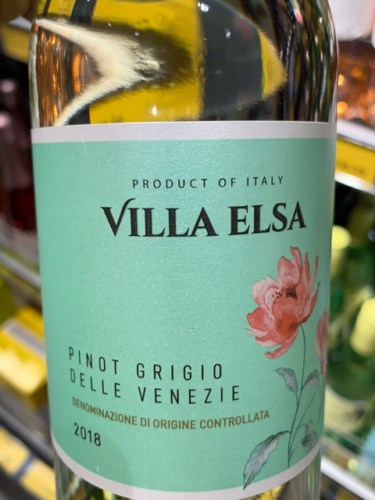 PRODUCT OF ITALY
VILLA ELSA
PINOT GRIGIO
DELLE VENEZIE
DENOMINAZIONE DI ORIGINE CONTROLLATA
2018